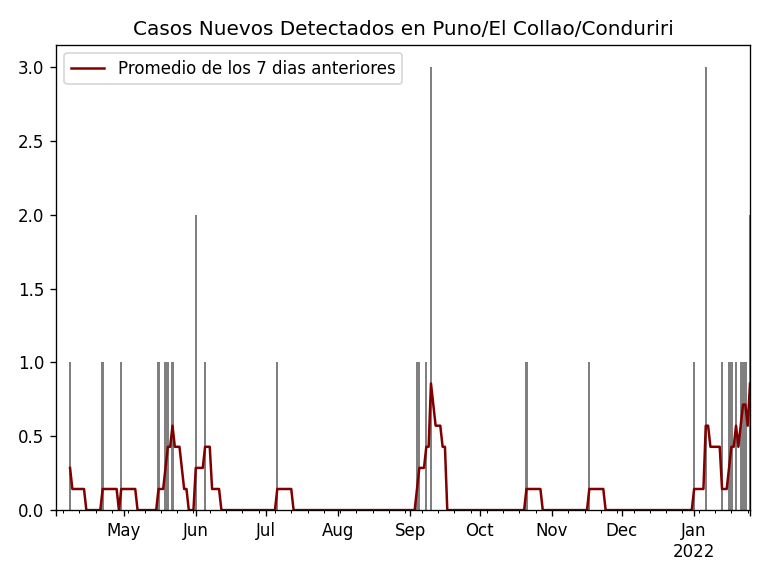 Casos Nuevos Detectados en Puno/El Collao/Conduriri
Promedio de los 7 dias anteriores
3.0
2.5
2.0
1.5
1.0
0.5
0.0
May Jun Jul Aug Sep Oct Nov Dec Jan
2022